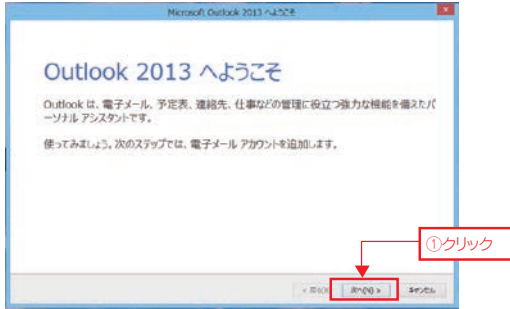 Microsoft Outlook 2013 へようこそ
Outlook 2013 へようこそ
Outlook は、電子メール、予定表、連絡先、仕事などの管理に役立つ強力な機能を備えたパ
ーソナル アシスタントです。
使ってみましょう。次のステップでは、電子メール アカウントを追加します。
①クリック
< 戻る(B) 次へ(N) > キャンセル